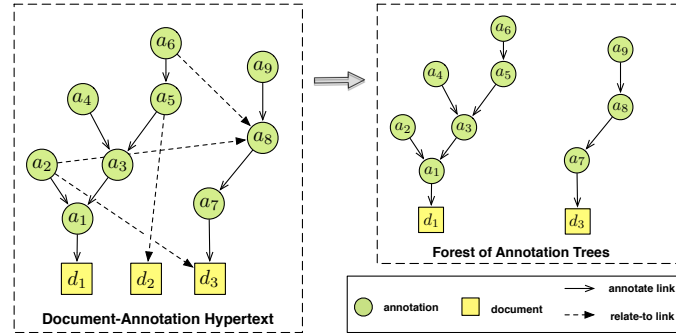 a6
a9
a4
a5
a8
a2
a3
a7
a1
d1
d2
d3
Document-Annotation Hypertext
a6
a9
a4
a5
a8
a2
a3
a7
a1
d1
d3
Forest of Annotation Trees
annotation
document
annotate link
relate-to link